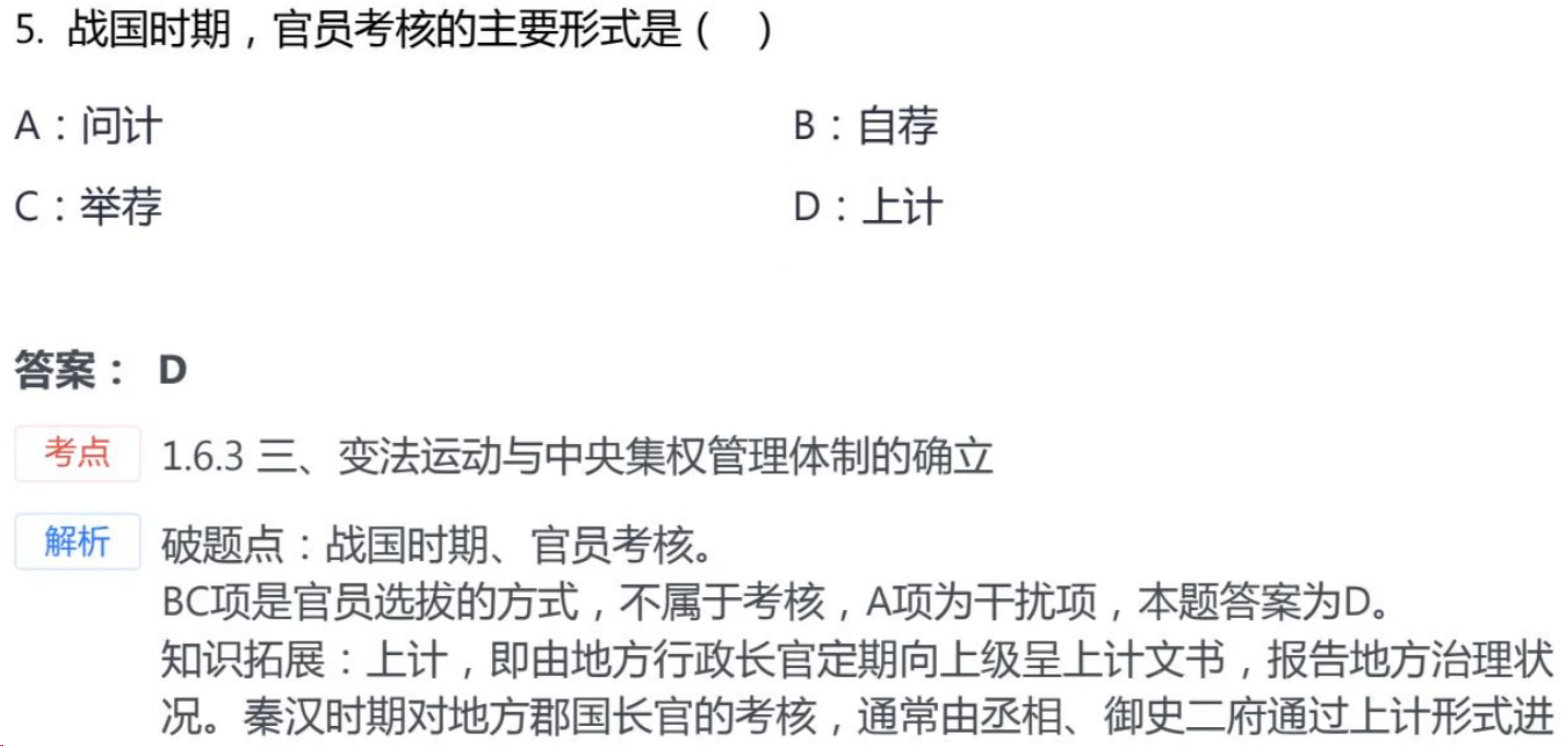 5. 战国时期，官员考核的主要形式是（ ）
A：问计
B：自荐
C：举荐
D：上计
答案： D
考点 1.6.3 三、变法运动与中央集权管理体制的确立
解析 破题点：战国时期、官员考核。
BC项是官员选拔的方式，不属于考核，A项为干扰项，本题答案为D。
知识拓展：上计，即由地方行政长官定期向上级呈上计文书，报告地方治理状
况。秦汉时期对地方郡国长官的考核，通常由丞相、御史二府通过上计形式进